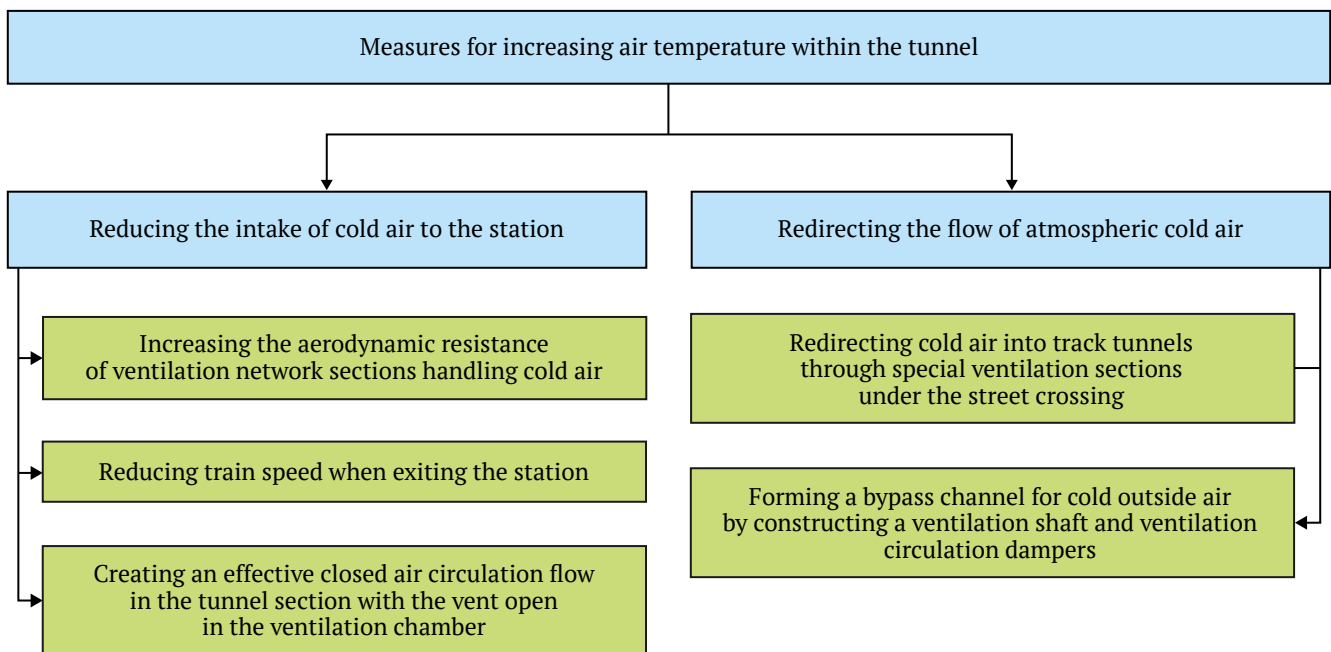 Measures for increasing air temperature within the tunnel
Reducing the intake of cold air to the station
Increasing the aerodynamic resistance
of ventilation network sections handling cold air
Reducing train speed when exiting the station
Creating an effective closed air circulation flow
in the tunnel section with the vent open
in the ventilation chamber
Redirecting the flow of atmospheric cold air
Redirecting cold air into track tunnels
through special ventilation sections
under the street crossing
Forming a bypass channel for cold outside air
by constructing a ventilation shaft and ventilation
circulation dampers